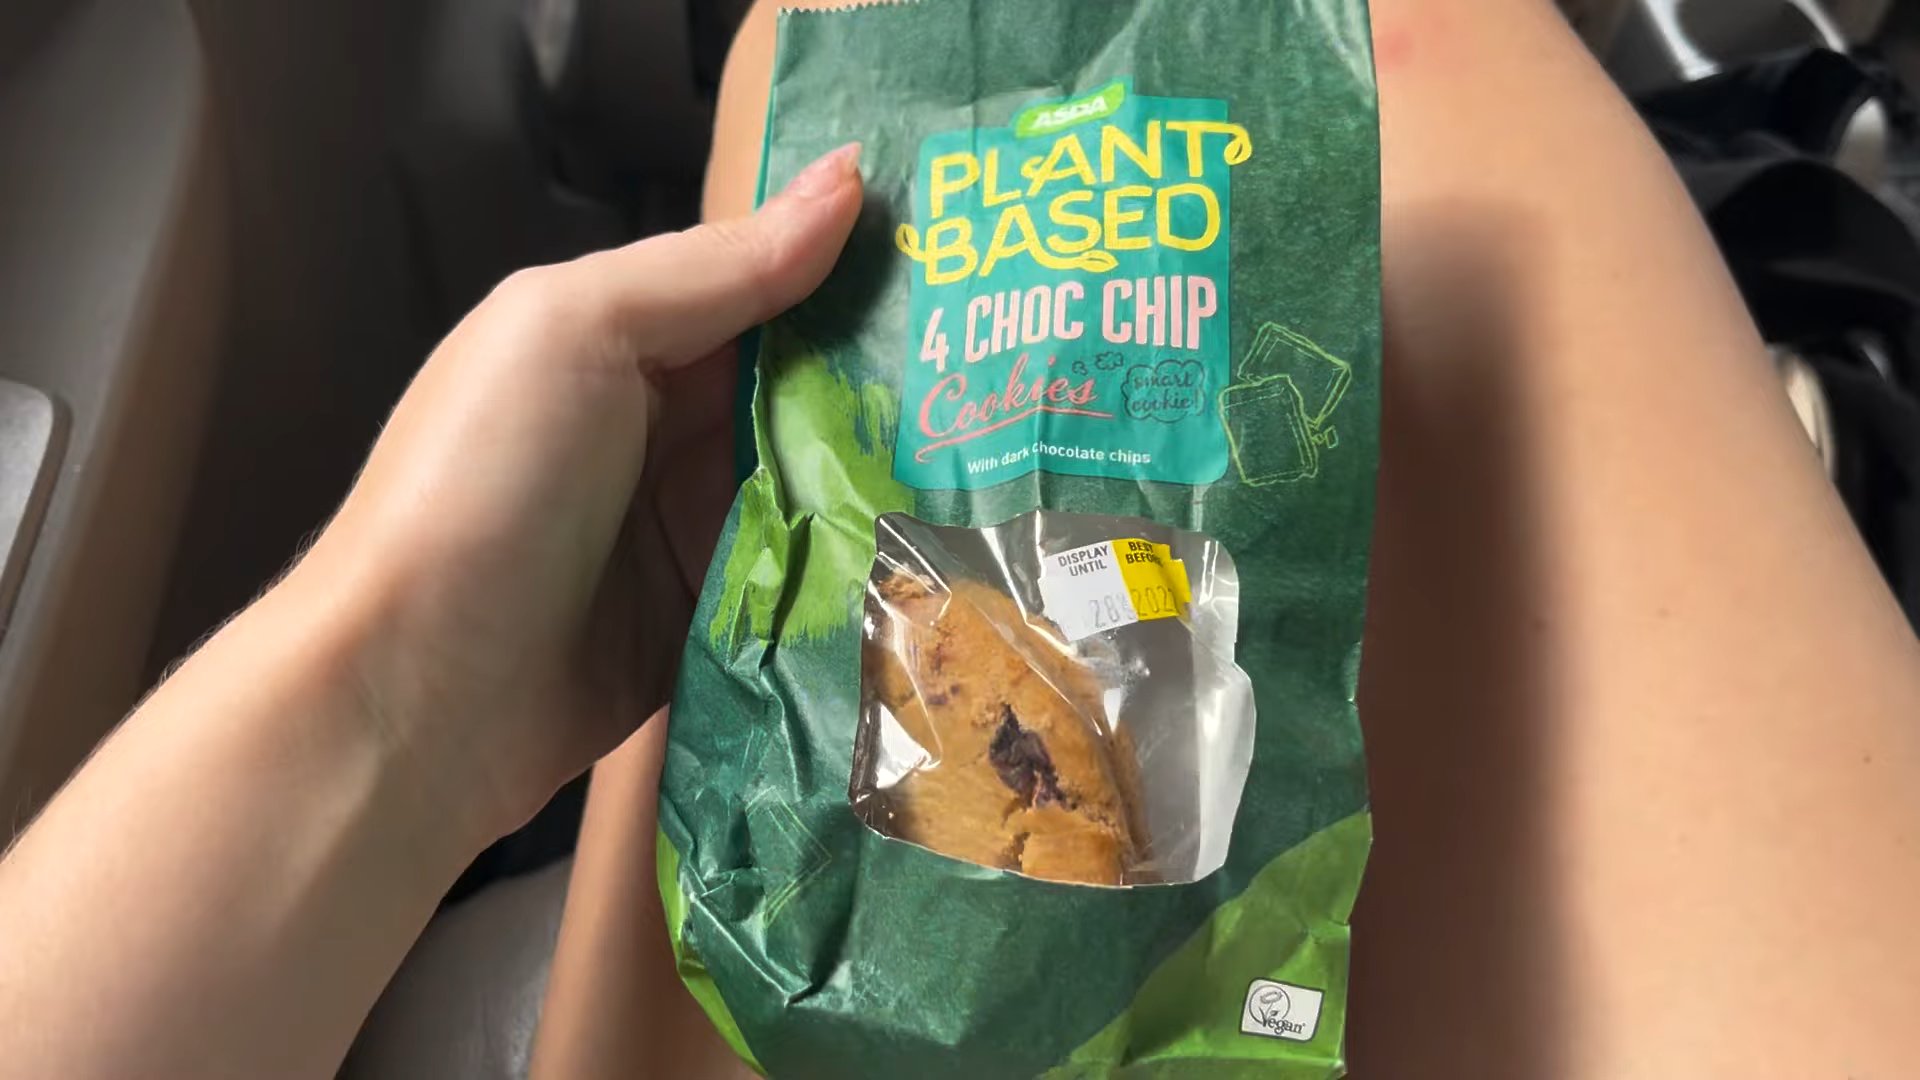 ASDA
PLANT
BASED
4 CHOC CHIP
Cookies
smart
cookie!
With dark chocolate chips
DISPLAY
UNTIL
BEST
BEFORE
Vegan